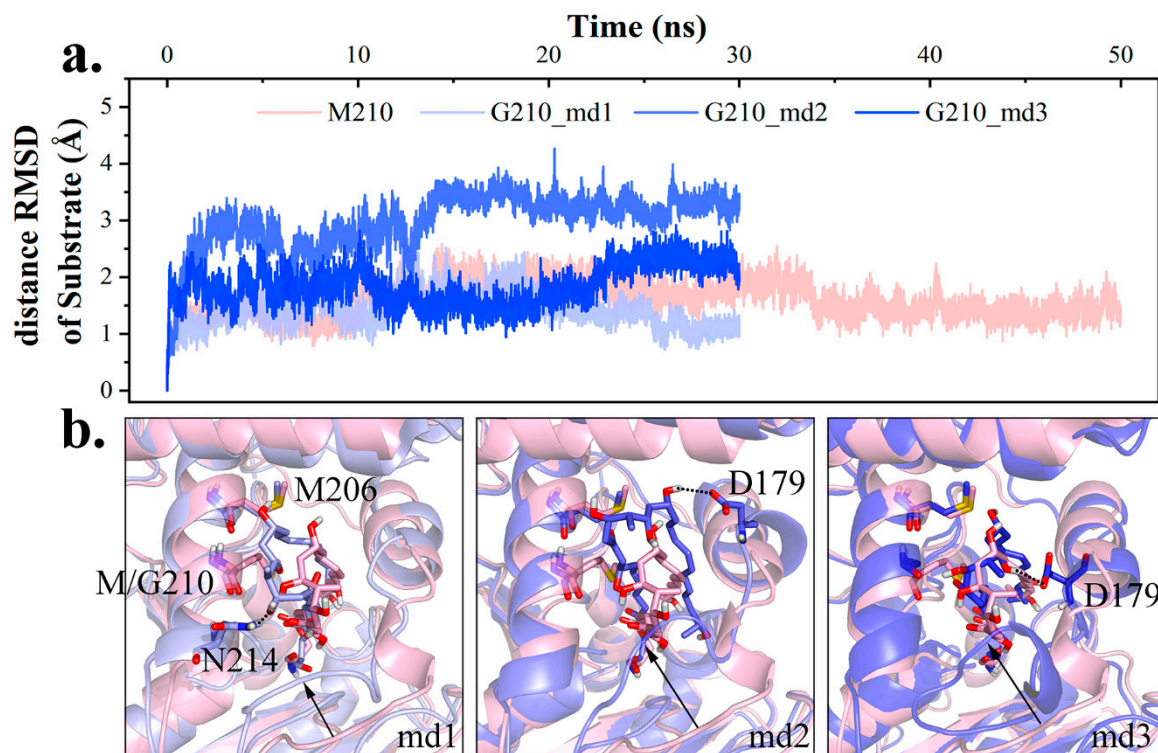 Time (ns)
a.
0 10 20 30 40 50
distance RMSD
of Substrate (Å)
5
4
3
2
1
0
M210 G210_md1 G210_md2 G210_md3
b.
M206
M/G210
N214
md1
D179
md2
D179
md3